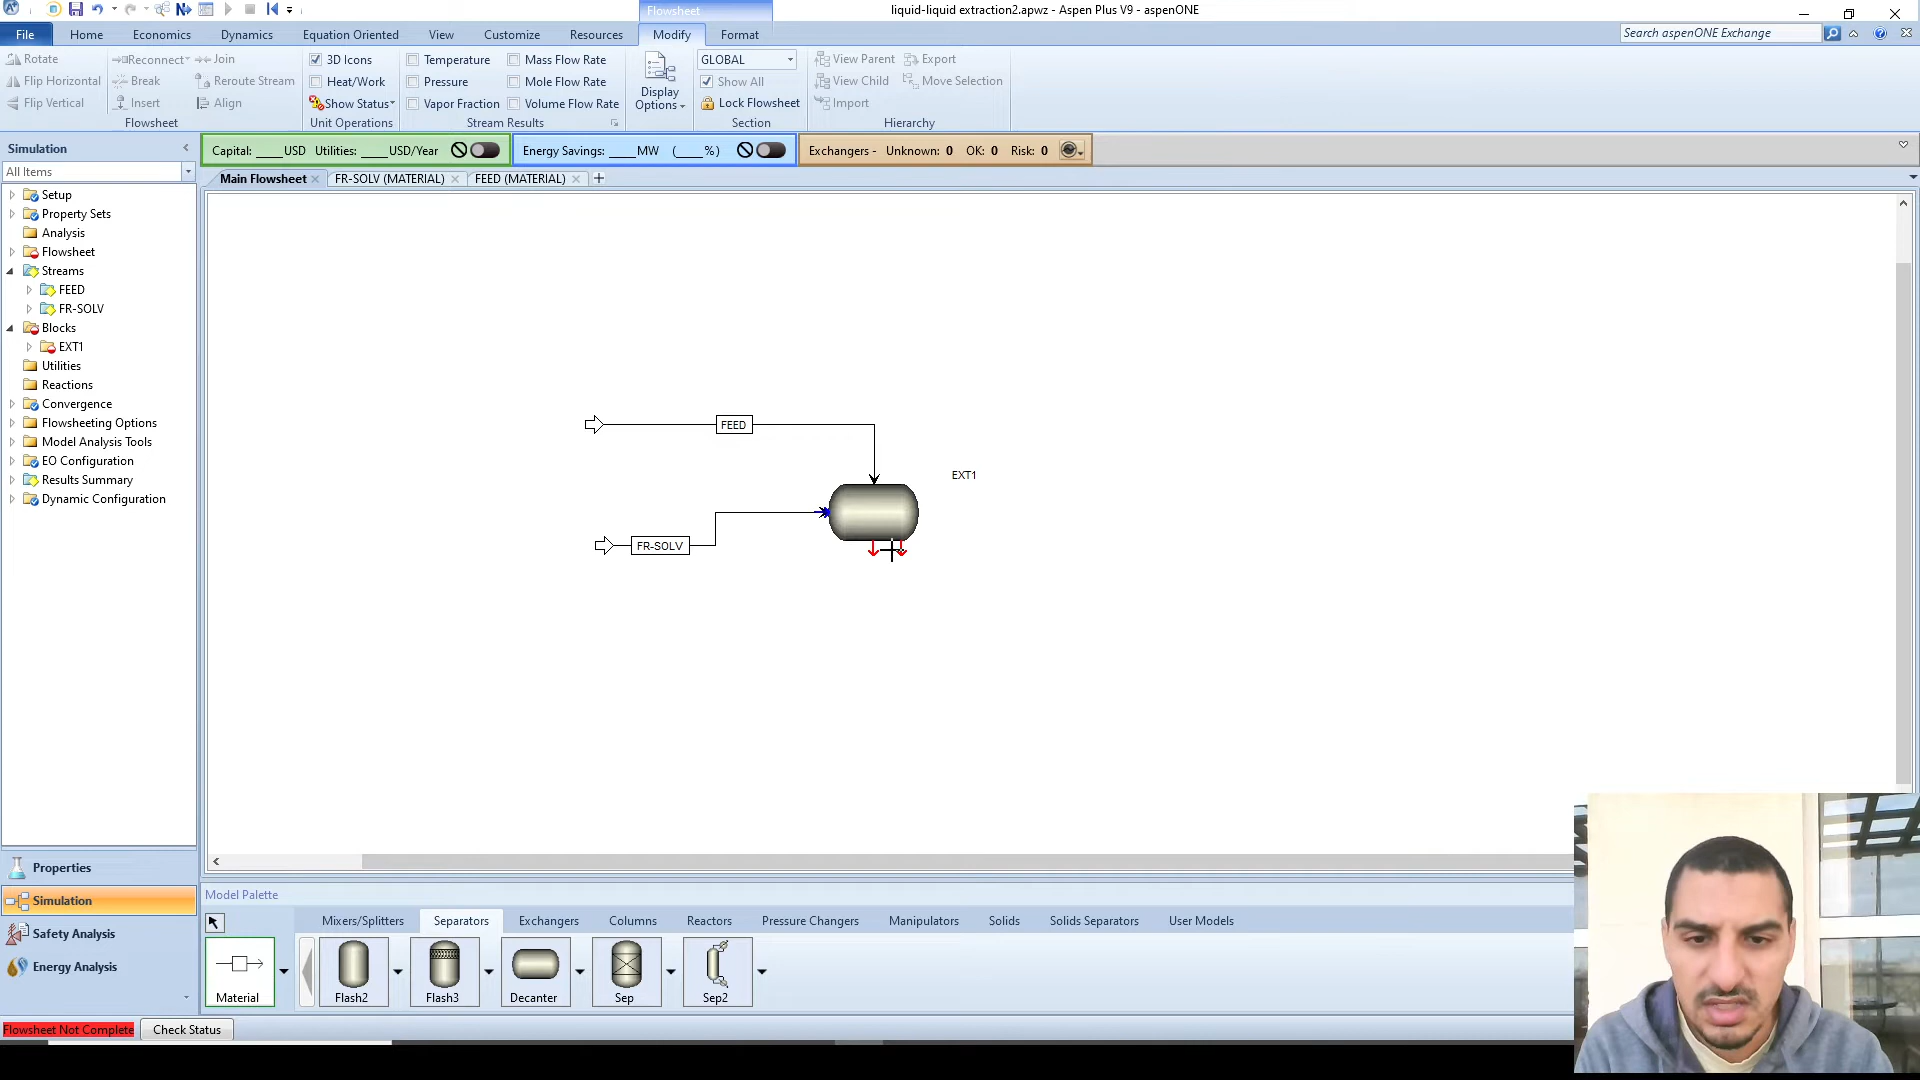 Flowsheet
liquid-liquid extraction2.apwz - Aspen Plus V9 - aspenONE
File Home Economics Dynamics Equation Oriented View Customize Resources Modify Format
Search aspenONE Exchange
Rotate
Flip Horizontal
Flip Vertical
Reconnect
Break
Insert
Join
Reroute Stream
Align
Flowsheet
3D Icons
Heat/Work
Show Status
Unit Operations
Temperature
Pressure
Vapor Fraction
Mass Flow Rate
Mole Flow Rate
Volume Flow Rate
Stream Results
Display
Options
GLOBAL
Show All
Lock Flowsheet
Section
View Parent
View Child
Import
Export
Move Selection
Hierarchy
Simulation
Capital: ____USD Utilities: ____USD/Year
Energy Savings: ____MW (____%)
Exchangers - Unknown: 0 OK: 0 Risk: 0
All Items
Main Flowsheet FR-SOLV (MATERIAL) FEED (MATERIAL) +
Setup
Property Sets
Analysis
Flowsheet
Streams
FEED
FR-SOLV
Blocks
EXT1
Utilities
Reactions
Convergence
Flowsheeting Options
Model Analysis Tools
EO Configuration
Results Summary
Dynamic Configuration
FEED
EXT1
FR-SOLV
Properties
Simulation
Safety Analysis
Energy Analysis
Model Palette
Mixers/Splitters Separators Exchangers Columns Reactors Pressure Changers Manipulators Solids Solids Separators User Models
Material Flash2 Flash3 Decanter Sep Sep2
Flowsheet Not Complete Check Status